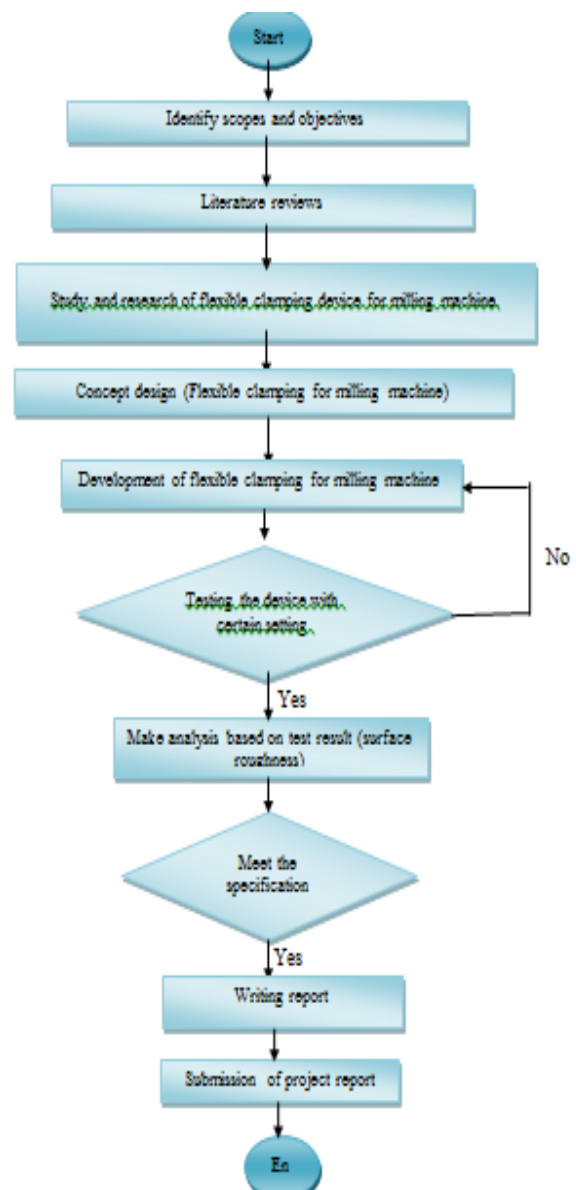 Start
Identify scopes and objectives
Literature reviews
Study and research of flexible clamping device for milling machine
Concept design (Flexible clamping for milling machine)
Development of flexible clamping for milling machine
No
Testing the device with
certain setting
Yes
Make analysis based on test result (surface
roughness)
Meet the
specification
Yes
Writing report
Submission of project report
En